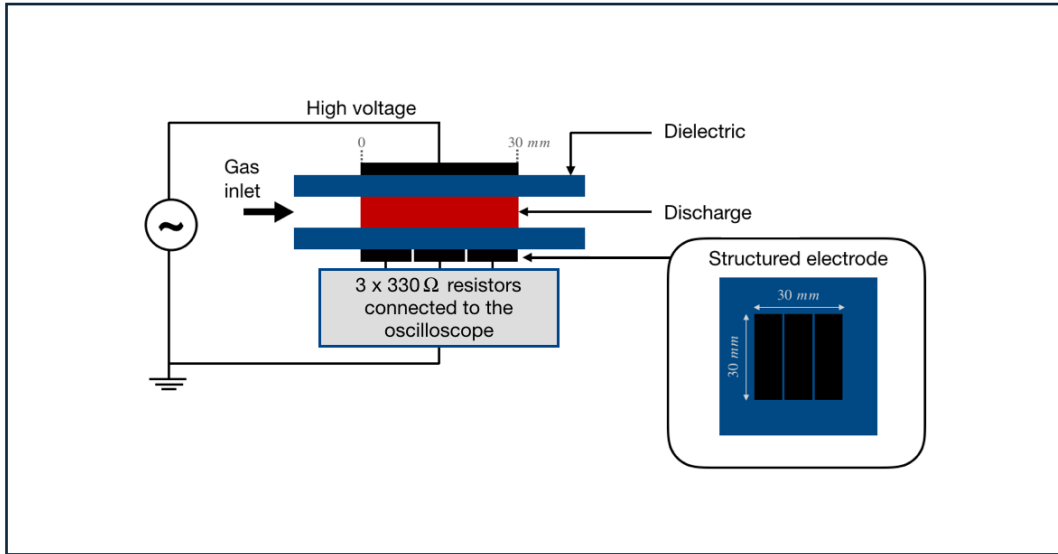 High voltage
0
30 mm
Dielectric
Gas
inlet
~
Discharge
Structured electrode
3 x 330 Ω resistors
connected to the
oscilloscope
30 mm
30 mm